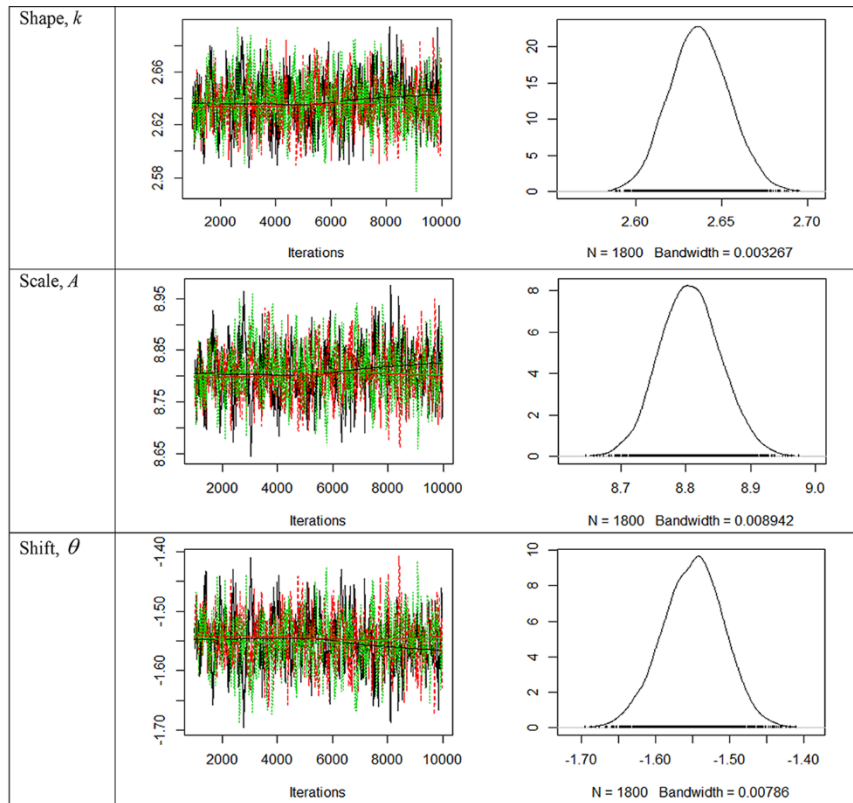 Shape, k
2.58 2.62 2.66
2000 4000 6000 8000 10000
Iterations
0 5 10 15 20
2.60 2.65 2.70
N = 1800 Bandwidth = 0.003267
Scale, A
8.65 8.75 8.85 8.95
2000 4000 6000 8000 10000
Iterations
0 2 4 6 8
8.7 8.8 8.9 9.0
N = 1800 Bandwidth = 0.008942
Shift, θ
-1.70 -1.60 -1.50 -1.40
2000 4000 6000 8000 10000
Iterations
0 2 4 6 8 10
-1.70 -1.60 -1.50 -1.40
N = 1800 Bandwidth = 0.00786